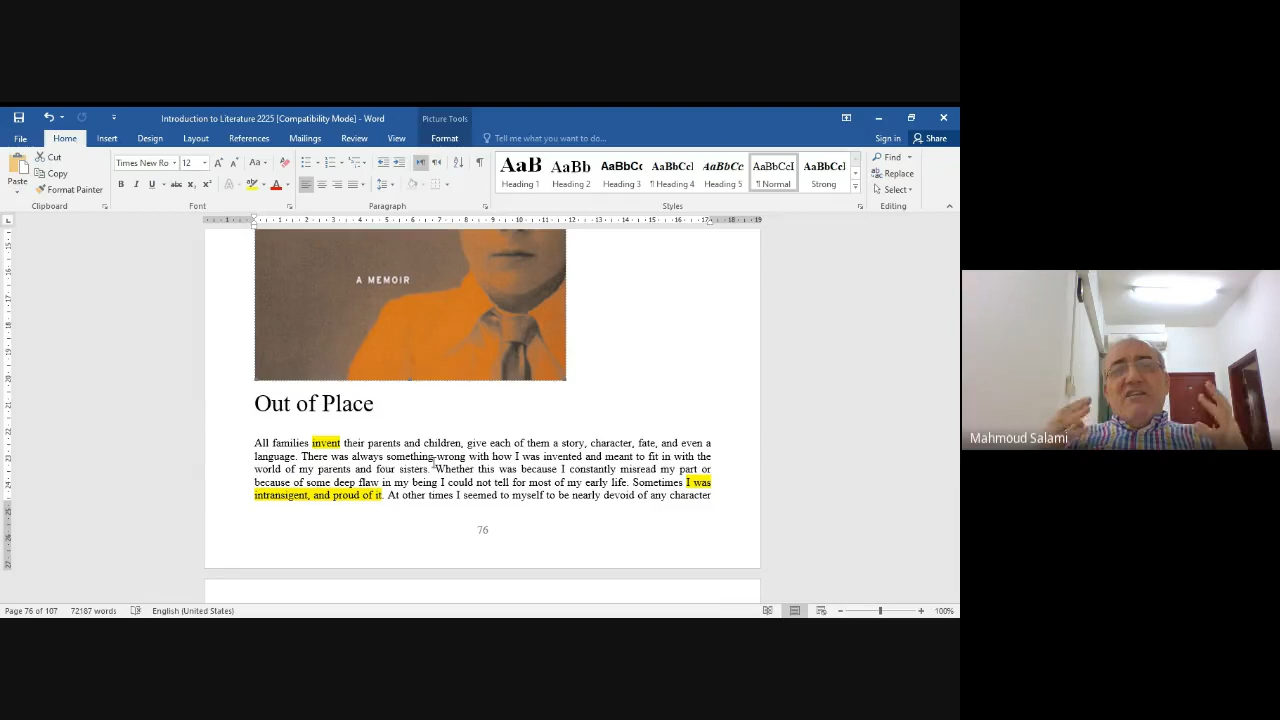 Introduction to Literature 2225 [Compatibility Mode] - Word
Picture Tools
File Home Insert Design Layout References Mailings Review View Format Tell me what you want to do... Sign in Share
Paste
Cut
Copy
Format Painter
Clipboard
Times New Ro 12
Font
Paragraph
AaB AaBb AaBbCc AaBbCcI AaBbCc AaBbCcI AaBbCcI
Heading 1 Heading 2 Heading 3 ¶ Heading 4 Heading 5 ¶ Normal Strong
Styles
Find
Replace
Select
Editing
A MEMOIR
Out of Place
All families invent their parents and children, give each of them a story, character, fate, and even a
language. There was always something wrong with how I was invented and meant to fit in with the
world of my parents and four sisters. Whether this was because I constantly misread my part or
because of some deep flaw in my being I could not tell for most of my early life. Sometimes I was
intransigent, and proud of it. At other times I seemed to myself to be nearly devoid of any character
76
Page 76 of 107 72187 words English (United States) 100%
Mahmoud Salami